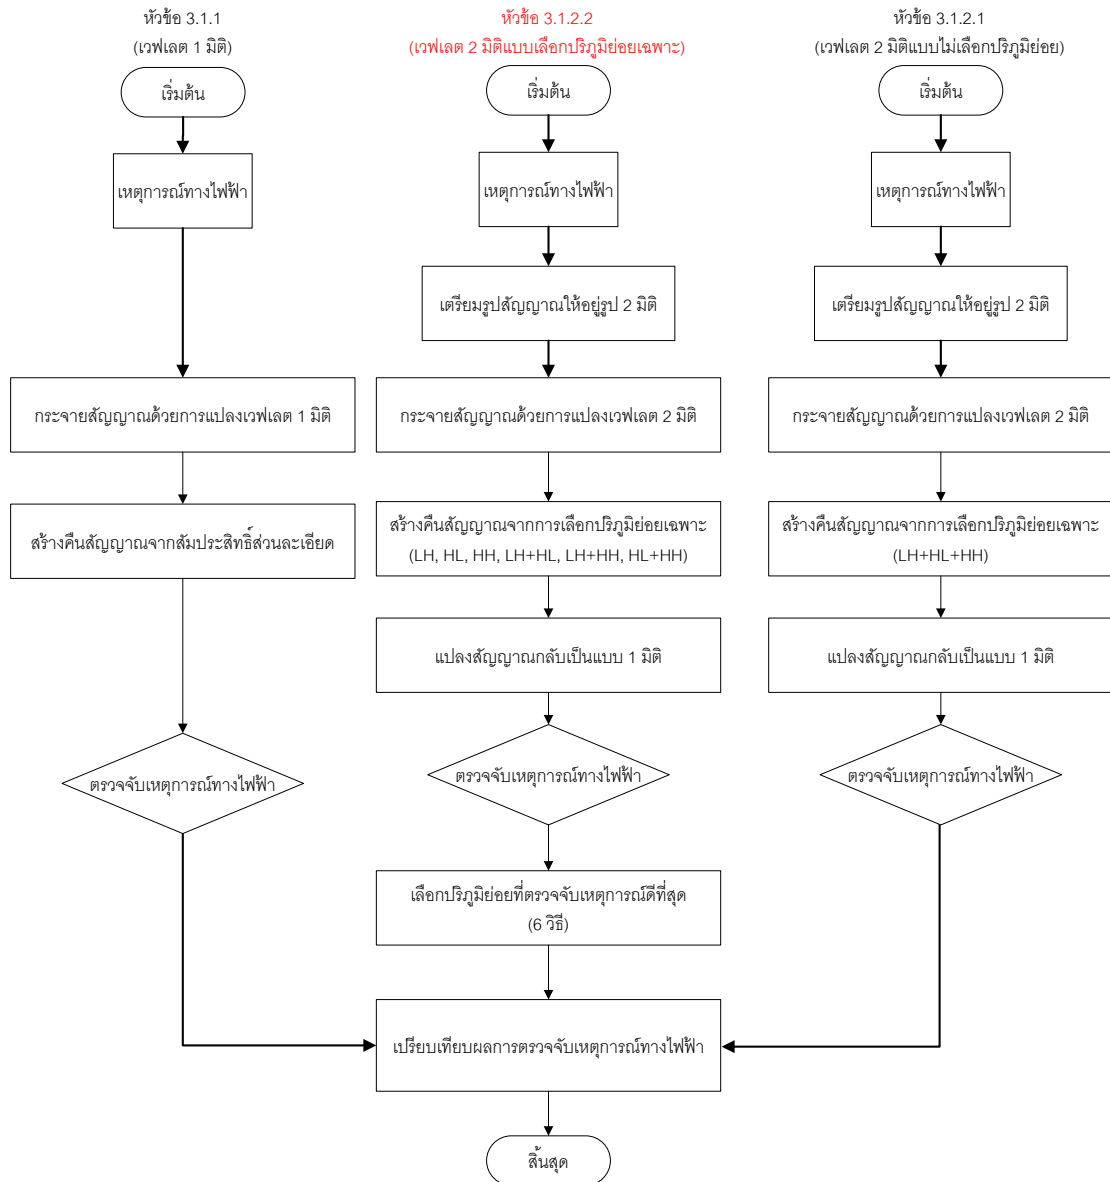 หัวข้อ 3.1.1
(เวฟเลต 1 มิติ)
เริ่มต้น
เหตุการณ์ทางไฟฟ้า
กระจายสัญญาณด้วยการแปลงเวฟเลต 1 มิติ
สร้างคืนสัญญาณจากสัมประสิทธิ์ส่วนละเอียด
ตรวจจับเหตุการณ์ทางไฟฟ้า
หัวข้อ 3.1.2.2
(เวฟเลต 2 มิติแบบเลือกปริภูมิย่อยเฉพาะ)
เริ่มต้น
เหตุการณ์ทางไฟฟ้า
เตรียมรูปสัญญาณให้อยู่รูป 2 มิติ
กระจายสัญญาณด้วยการแปลงเวฟเลต 2 มิติ
สร้างคืนสัญญาณจากการเลือกปริภูมิย่อยเฉพาะ
(LH, HL, HH, LH+HL, LH+HH, HL+HH)
แปลงสัญญาณกลับเป็นแบบ 1 มิติ
ตรวจจับเหตุการณ์ทางไฟฟ้า
เลือกปริภูมิย่อยที่ตรวจจับเหตุการณ์ดีที่สุด
(6 วิธี)
หัวข้อ 3.1.2.1
(เวฟเลต 2 มิติแบบไม่เลือกปริภูมิย่อย)
เริ่มต้น
เหตุการณ์ทางไฟฟ้า
เตรียมรูปสัญญาณให้อยู่รูป 2 มิติ
กระจายสัญญาณด้วยการแปลงเวฟเลต 2 มิติ
สร้างคืนสัญญาณจากการเลือกปริภูมิย่อยเฉพาะ
(LH+HL+HH)
แปลงสัญญาณกลับเป็นแบบ 1 มิติ
ตรวจจับเหตุการณ์ทางไฟฟ้า
เปรียบเทียบผลการตรวจจับเหตุการณ์ทางไฟฟ้า
สิ้นสุด